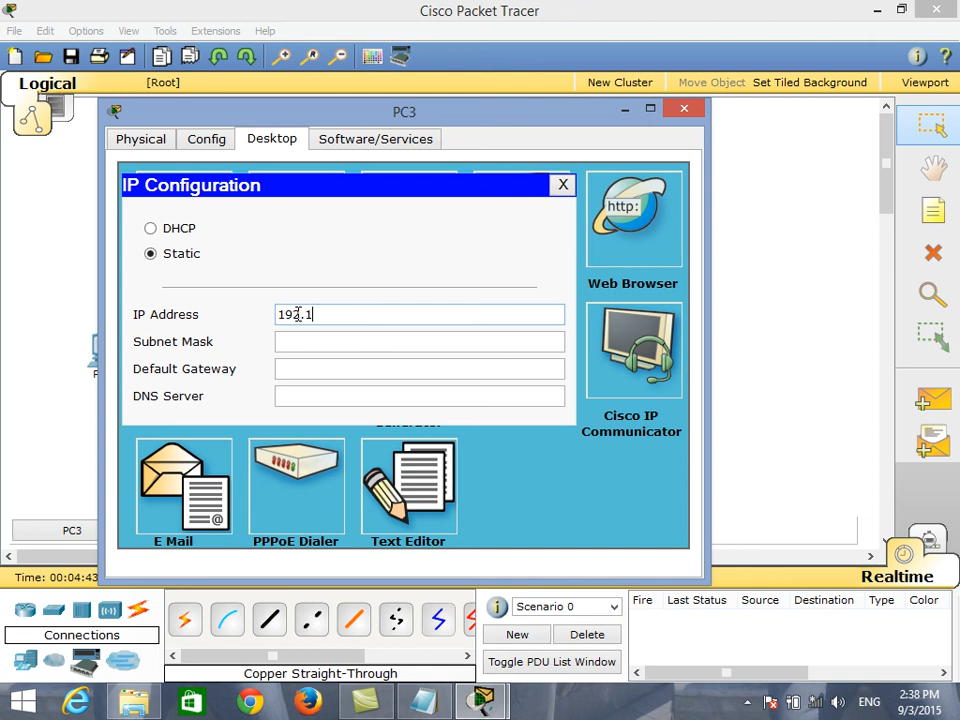 Cisco Packet Tracer
File Edit Options View Tools Extensions Help
Logical [Root] New Cluster Move Object Set Tiled Background Viewport
PC3
Physical Config Desktop Software/Services
IP Configuration X
http:
DHCP
Static
Web Browser
IP Address 192.1
Subnet Mask
Default Gateway
DNS Server
Cisco IP
Communicator
@
E Mail PPPoE Dialer Text Editor
PC3
Time: 00:04:43 Realtime
Scenario 0 Fire Last Status Source Destination Type Color
Connections New Delete
Toggle PDU List Window
Copper Straight-Through
ENG 2:38 PM
9/3/2015